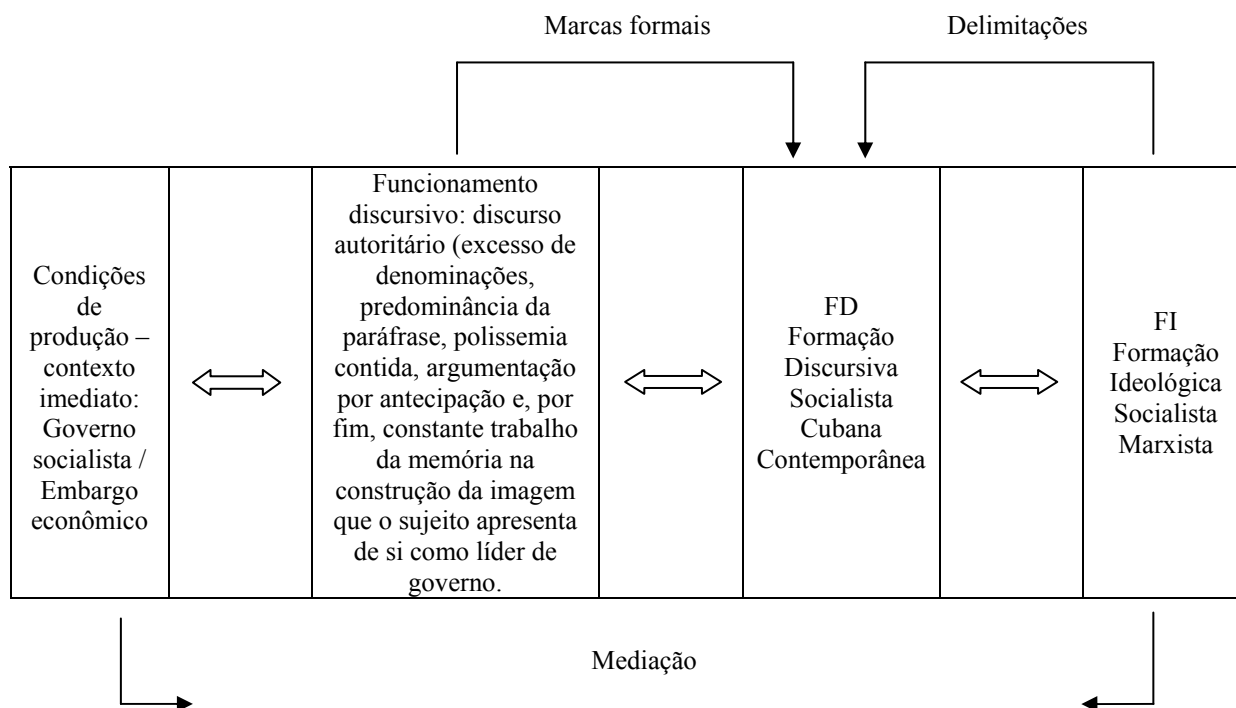 Marcas formais
Delimitações
Condições
de
produção –
contexto
imediato:
Governo
socialista /
Embargo
econômico
Funcionamento
discursivo: discurso
autoritário (excesso de
denominações,
predominância da
paráfrase, polissemia
contida, argumentação
por antecipação e, por
fim, constante trabalho
da memória na
construção da imagem
que o sujeito apresenta
de si como líder de
governo.
FD
Formação
Discursiva
Socialista
Cubana
Contemporânea
FI
Formação
Ideológica
Socialista
Marxista
Mediação